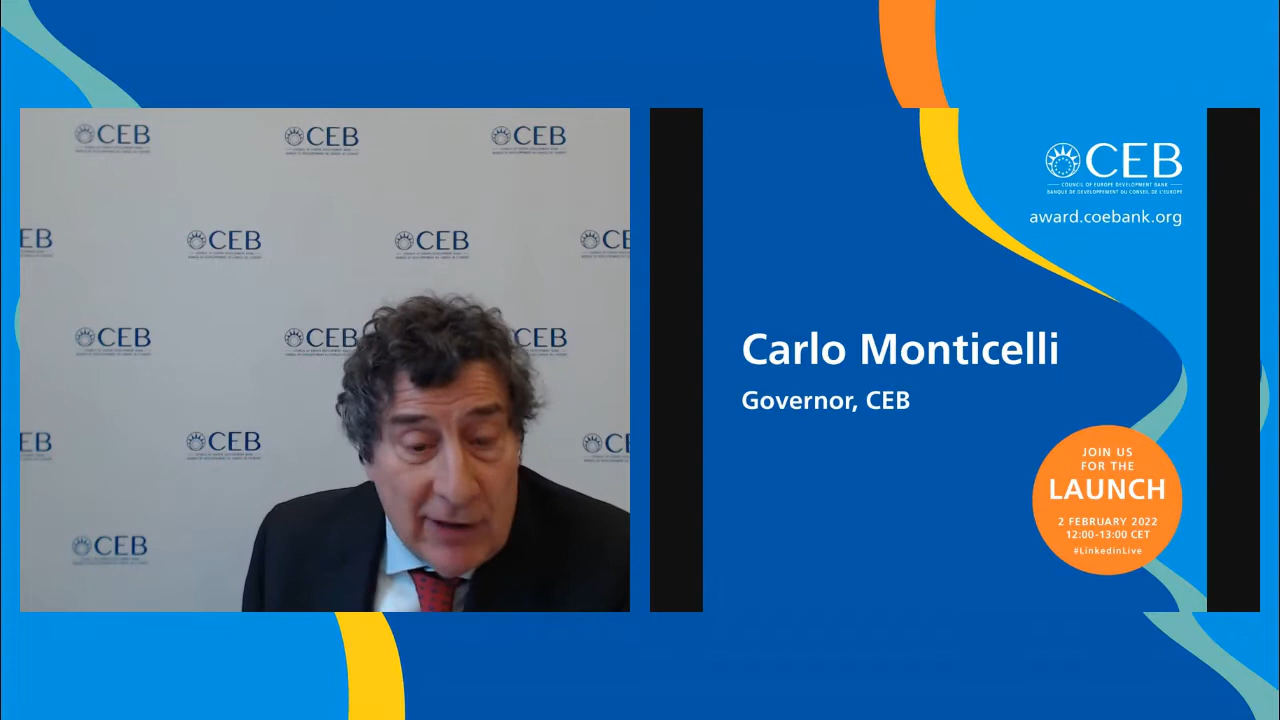 CEB
CEB
CEB
EB
CEB
CEB
CE
CEB
CEB
CEB
EB
CEB
CE
CEB
CEB
COUNCIL OF EUROPE DEVELOPMENT BANK
BANQUE DE DÉVELOPPEMENT DU CONSEIL DE L'EUROPE
award.coebank.org
Carlo Monticelli
Governor, CEB
JOIN US
FOR THE
LAUNCH
2 FEBRUARY 2022
12:00-13:00 CET
#LinkedinLive